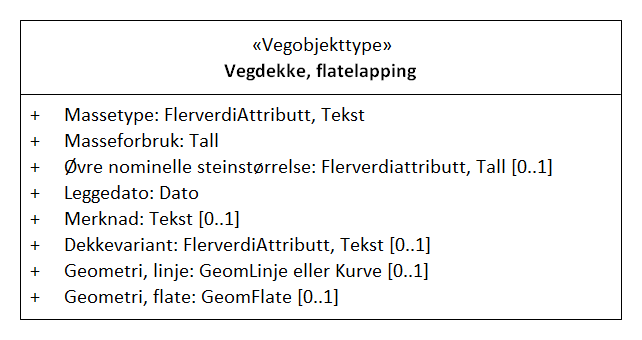 «Vegobjekttype»
Vegdekke, flatelapping
+ Massetype: FlerverdiAttributt, Tekst
+ Masseforbruk: Tall
+ Øvre nominelle steinstørrelse: Flerverdiattributt, Tall [0..1]
+ Leggedato: Dato
+ Merknad: Tekst [0..1]
+ Dekkevariant: FlerverdiAttributt, Tekst [0..1]
+ Geometri, linje: GeomLinje eller Kurve [0..1]
+ Geometri, flate: GeomFlate [0..1]